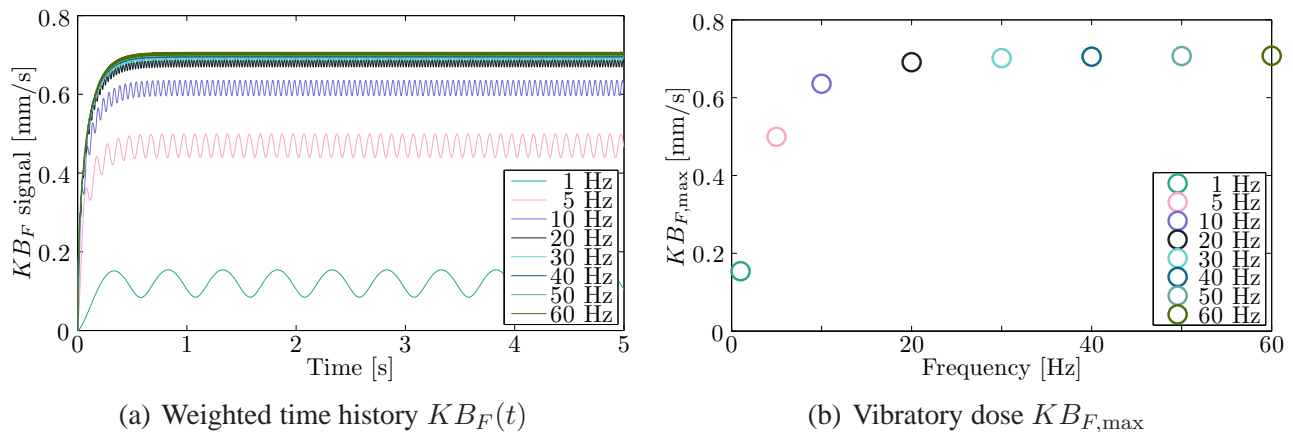 0.8
0.6
0.4
0.2
0
KB_F signal [mm/s]
0 1 2 3 4 5
Time [s]
1 Hz
5 Hz
10 Hz
20 Hz
30 Hz
40 Hz
50 Hz
60 Hz
(a) Weighted time history KB_F(t)
0.8
0.6
0.4
0.2
0
KB_{F,max} [mm/s]
0 20 40 60
Frequency [Hz]
1 Hz
5 Hz
10 Hz
20 Hz
30 Hz
40 Hz
50 Hz
60 Hz
(b) Vibratory dose KB_{F,max}